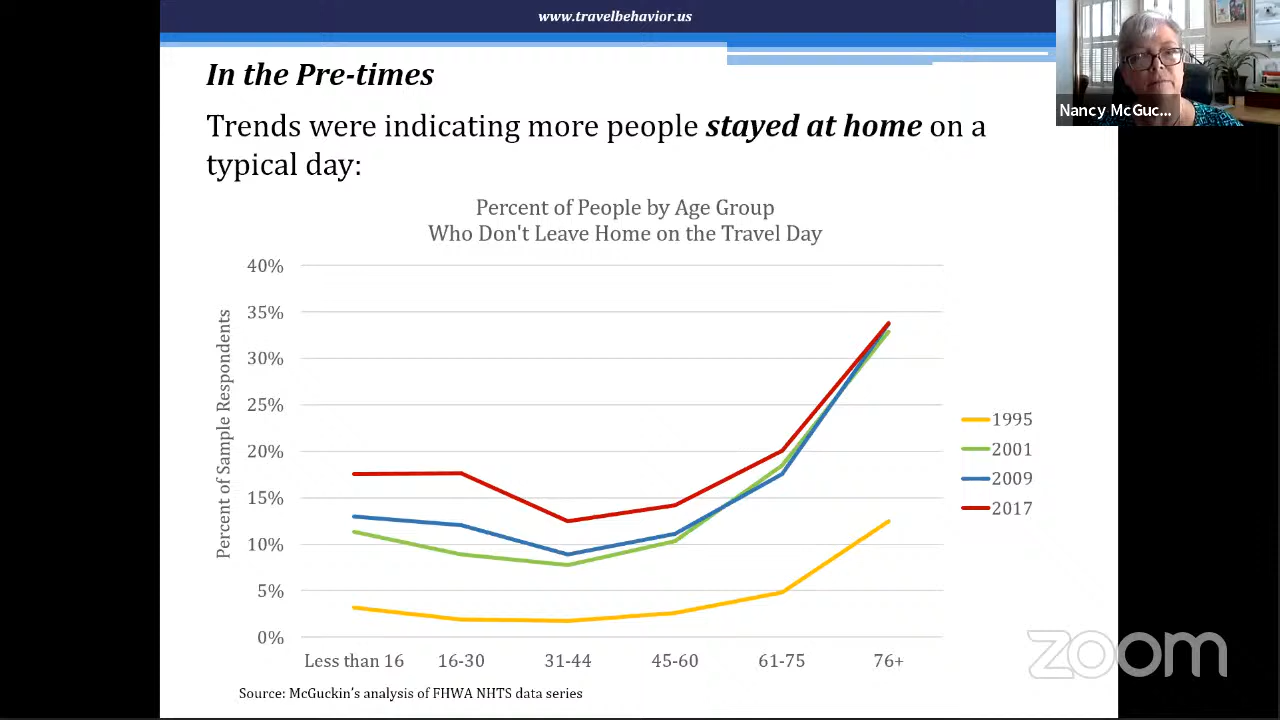 www.travelbehavior.us
In the Pre-times
Trends were indicating more people stayed at home on a
typical day:
Nancy McGuc...
Percent of People by Age Group
Who Don't Leave Home on the Travel Day
Percent of Sample Respondents
40%
35%
30%
25%
20%
15%
10%
5%
0%
Less than 16
16-30
31-44
45-60
61-75
76+
1995
2001
2009
2017
Source: McGuckin's analysis of FHWA NHTS data series
zoom